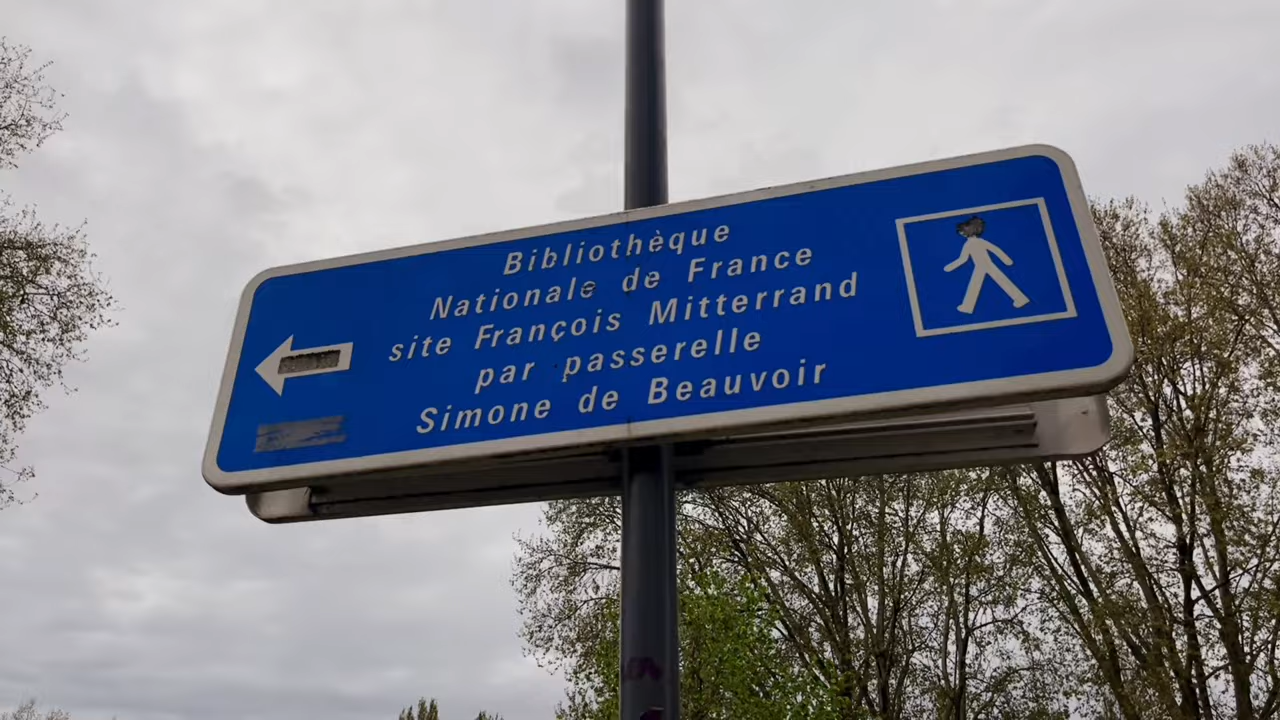 Bibliothèque
Nationale de France
site François Mitterrand
par passerelle
Simone de Beauvoir